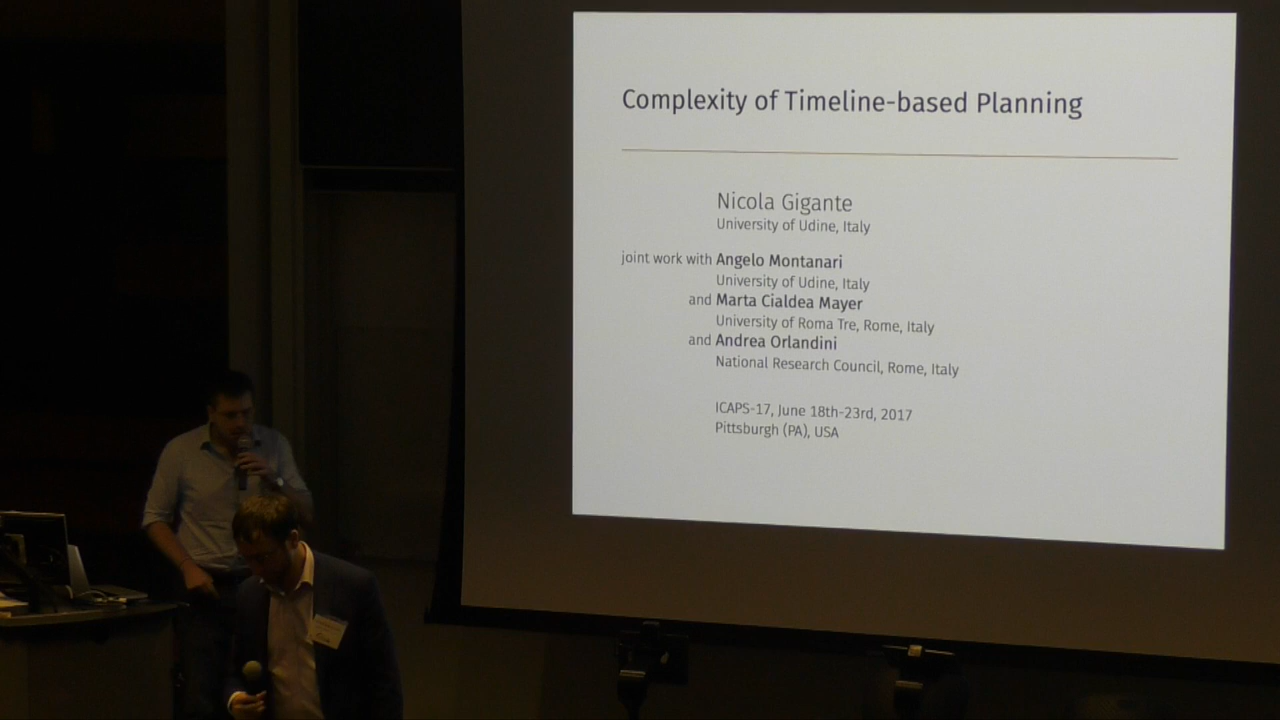 Complexity of Timeline-based Planning
Nicola Gigante
University of Udine, Italy
joint work with Angelo Montanari
University of Udine, Italy
and Marta Cialdea Mayer
University of Roma Tre, Rome, Italy
and Andrea Orlandini
National Research Council, Rome, Italy
ICAPS-17, June 18th-23rd, 2017
Pittsburgh (PA), USA